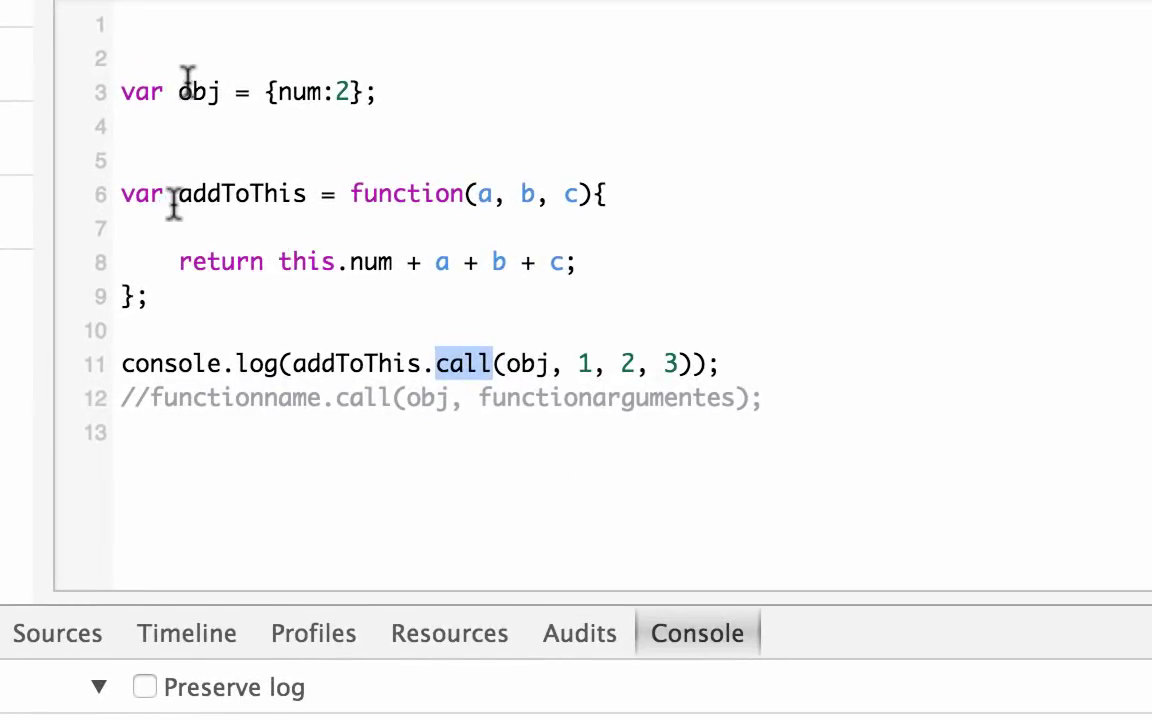 1
2
3 var obj = {num:2};
4
5
6 var addToThis = function(a, b, c){
7
8 return this.num + a + b + c;
9 };
10
11 console.log(addToThis.call(obj, 1, 2, 3));
12 //functionname.call(obj, functionargumentes);
13
Sources Timeline Profiles Resources Audits Console
Preserve log